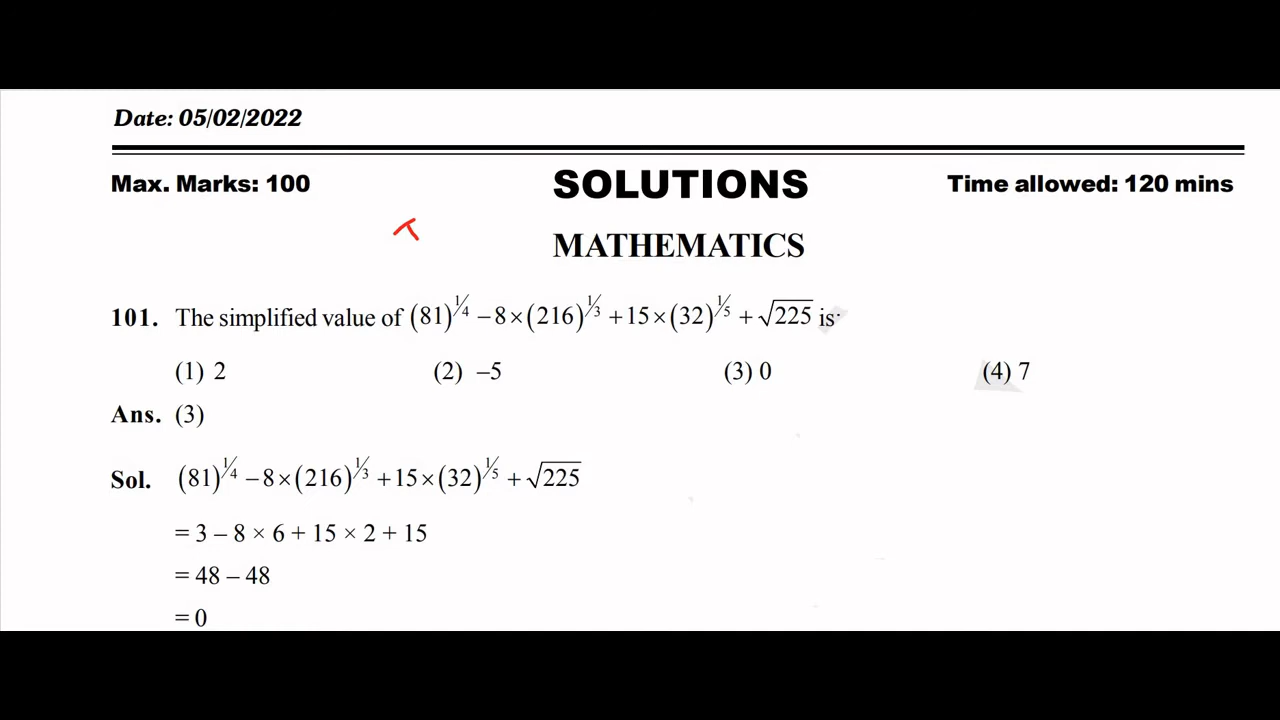 Date: 05/02/2022
Max. Marks: 100 SOLUTIONS Time allowed: 120 mins
MATHEMATICS
101. The simplified value of (81)^{1/4} – 8 × (216)^{1/3} + 15 × (32)^{1/5} + √225 is
(1) 2 (2) –5 (3) 0 (4) 7
Ans. (3)
Sol. (81)^{1/4} – 8 × (216)^{1/3} + 15 × (32)^{1/5} + √225
= 3 – 8 × 6 + 15 × 2 + 15
= 48 – 48
= 0